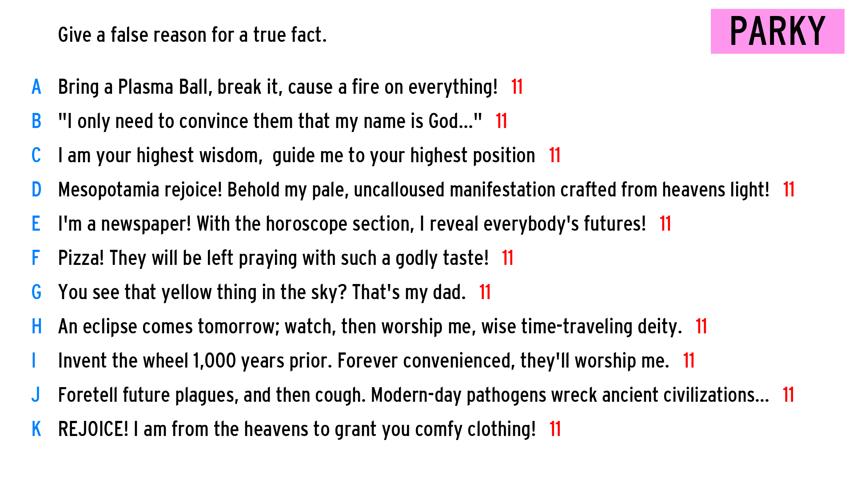 Give a false reason for a true fact.
PARKY
A Bring a Plasma Ball, break it, cause a fire on everything! 11
B "I only need to convince them that my name is God..." 11
C I am your highest wisdom,  guide me to your highest position 11
D Mesopotamia rejoice! Behold my pale, uncalloused manifestation crafted from heavens light! 11
E I'm a newspaper! With the horoscope section, I reveal everybody's futures! 11
F Pizza! They will be left praying with such a godly taste! 11
G You see that yellow thing in the sky? That's my dad. 11
H An eclipse comes tomorrow; watch, then worship me, wise time-traveling deity. 11
I Invent the wheel 1,000 years prior. Forever convenienced, they'll worship me. 11
J Foretell future plagues, and then cough. Modern-day pathogens wreck ancient civilizations... 11
K REJOICE! I am from the heavens to grant you comfy clothing! 11